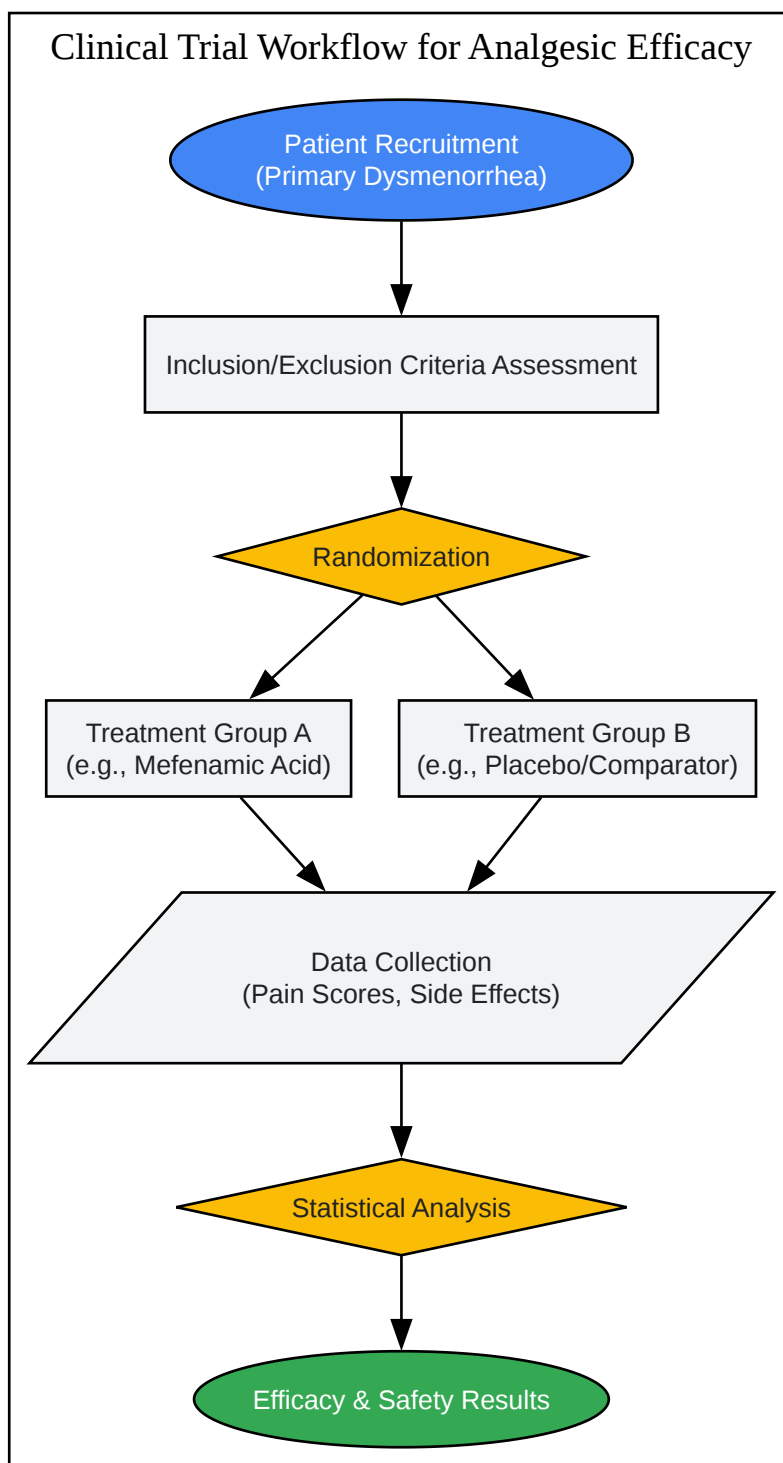 Clinical Trial Workflow for Analgesic Efficacy
Patient Recruitment
(Primary Dysmenorrhea)
Inclusion/Exclusion Criteria Assessment
Randomization
Treatment Group A
(e.g., Mefenamic Acid)
Treatment Group B
(e.g., Placebo/Comparator)
Data Collection
(Pain Scores, Side Effects)
Statistical Analysis
Efficacy & Safety Results